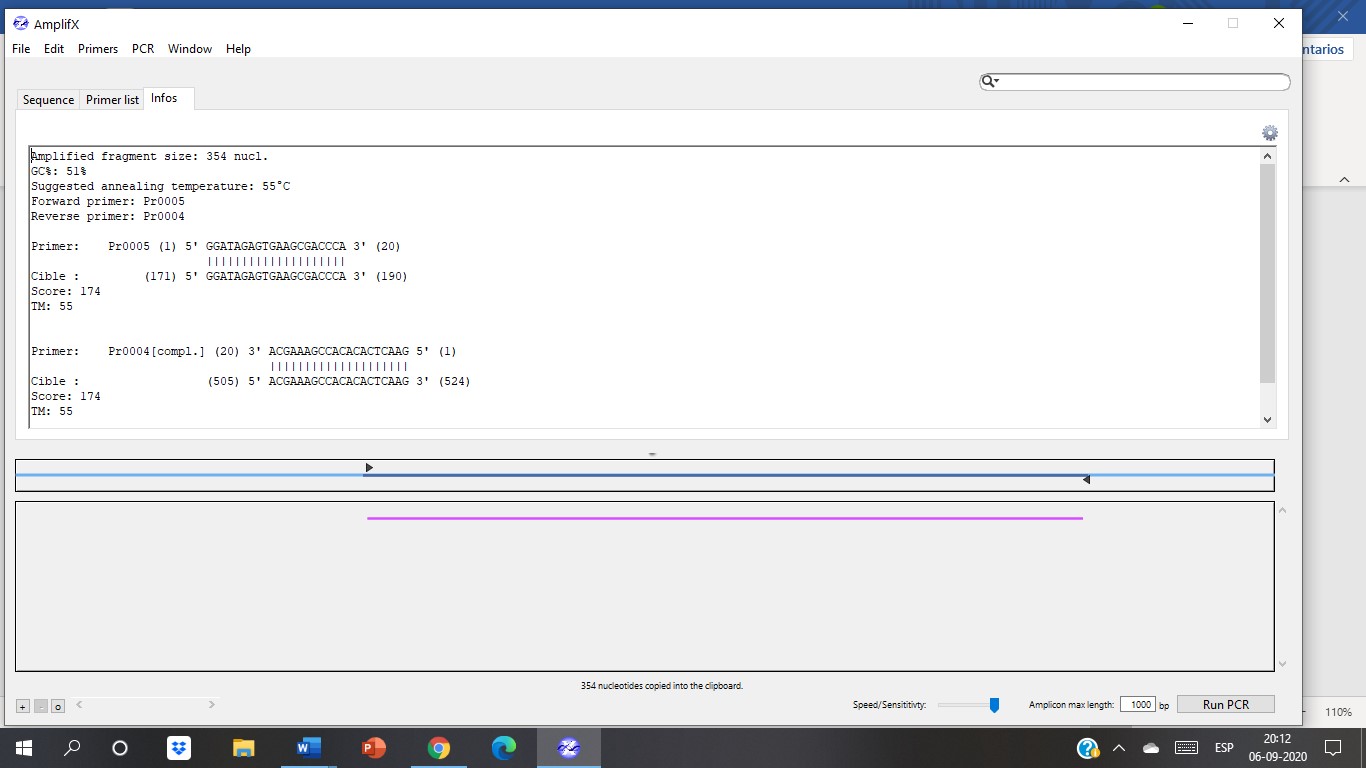 AmplifX
File Edit Primers PCR Window Help
ntarios
Sequence Primer list Infos
Amplified fragment size: 354 nucl.
GC%: 51%
Suggested annealing temperature: 55°C
Forward primer: Pr0005
Reverse primer: Pr0004
Primer: Pr0005 (1) 5' GGATAGAGTGAAGCGACCCA 3' (20)
||||||||||||||||||||
Cible : (171) 5' GGATAGAGTGAAGCGACCCA 3' (190)
Score: 174
TM: 55
Primer: Pr0004[compl.] (20) 3' ACGAAAGCCACACACTCAAG 5' (1)
||||||||||||||||||||
Cible : (505) 5' ACGAAAGCCACACACTCAAG 3' (524)
Score: 174
TM: 55
354 nucleotides copied into the clipboard.
+ - o
Speed/Sensititivty:
Amplicon max length: 1000 bp
Run PCR
110%
ESP
20:12
06-09-2020